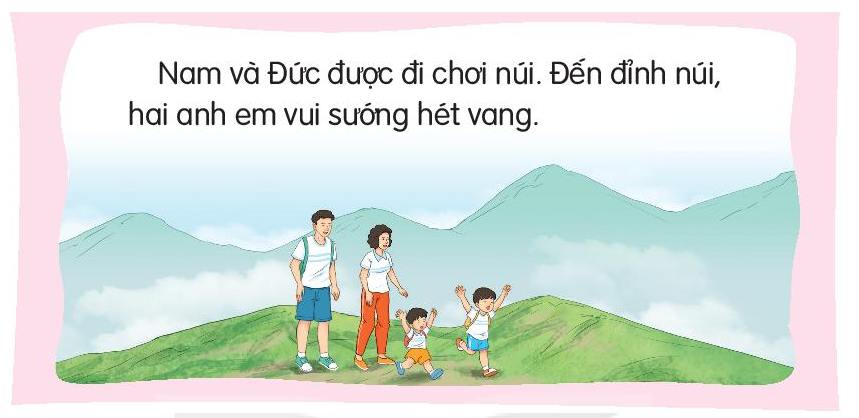 Nam và Đức được đi chơi núi. Đến đỉnh núi,
hai anh em vui sướng hét vang.